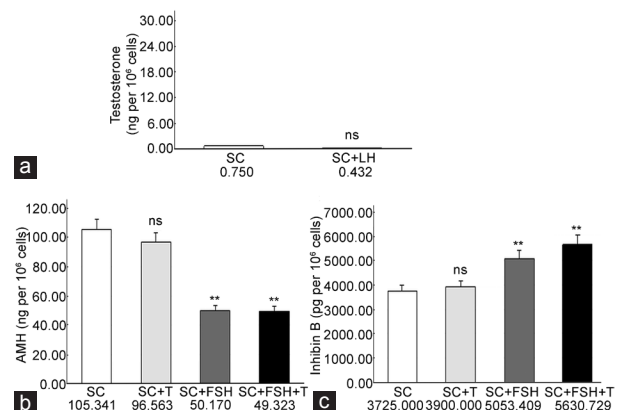 30.00
24.00
18.00
12.00
6.00
0.00
Testosterone
(ng per 10⁶ cells)
ns
SC SC+LH
0.750 0.432
a
120.00
100.00
80.00
60.00
40.00
20.00
0.00
AMH (ng per 10⁶ cells)
ns
** **
SC SC+T SC+FSH SC+FSH+T
105.341 96.563 50.170 49.323
b
7000.00
6000.00
5000.00
4000.00
3000.00
2000.00
1000.00
0.00
Inhibin B (pg per 10⁶ cells)
ns
**
**
SC SC+T SC+FSH SC+FSH+T
3725.000 3900.000 5053.409 5630.729
c